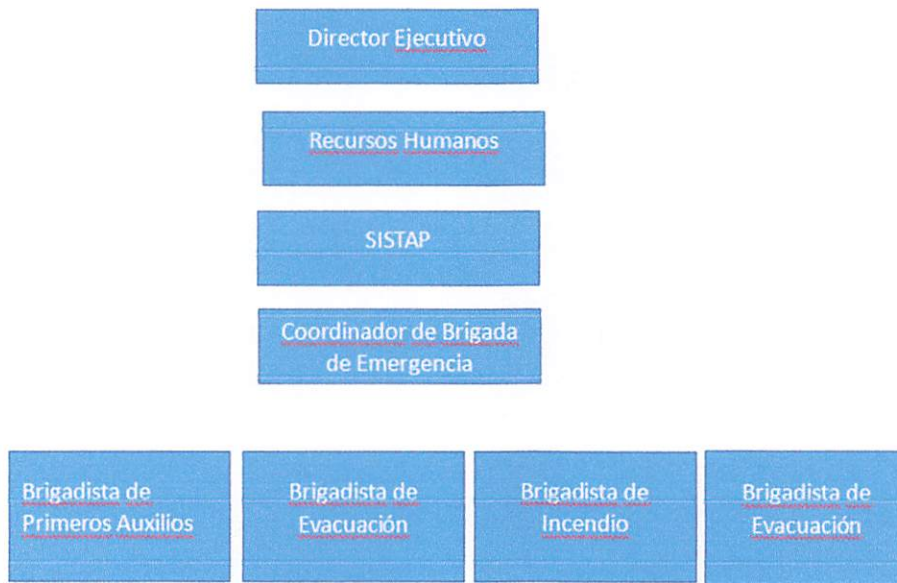 Director Ejecutivo
Recursos Humanos
SISTAP
Coordinador de Brigada
de Emergencia
Brigadista de
Primeros Auxilios
Brigadista de
Evacuación
Brigadista de
Incendio
Brigadista de
Evacuación